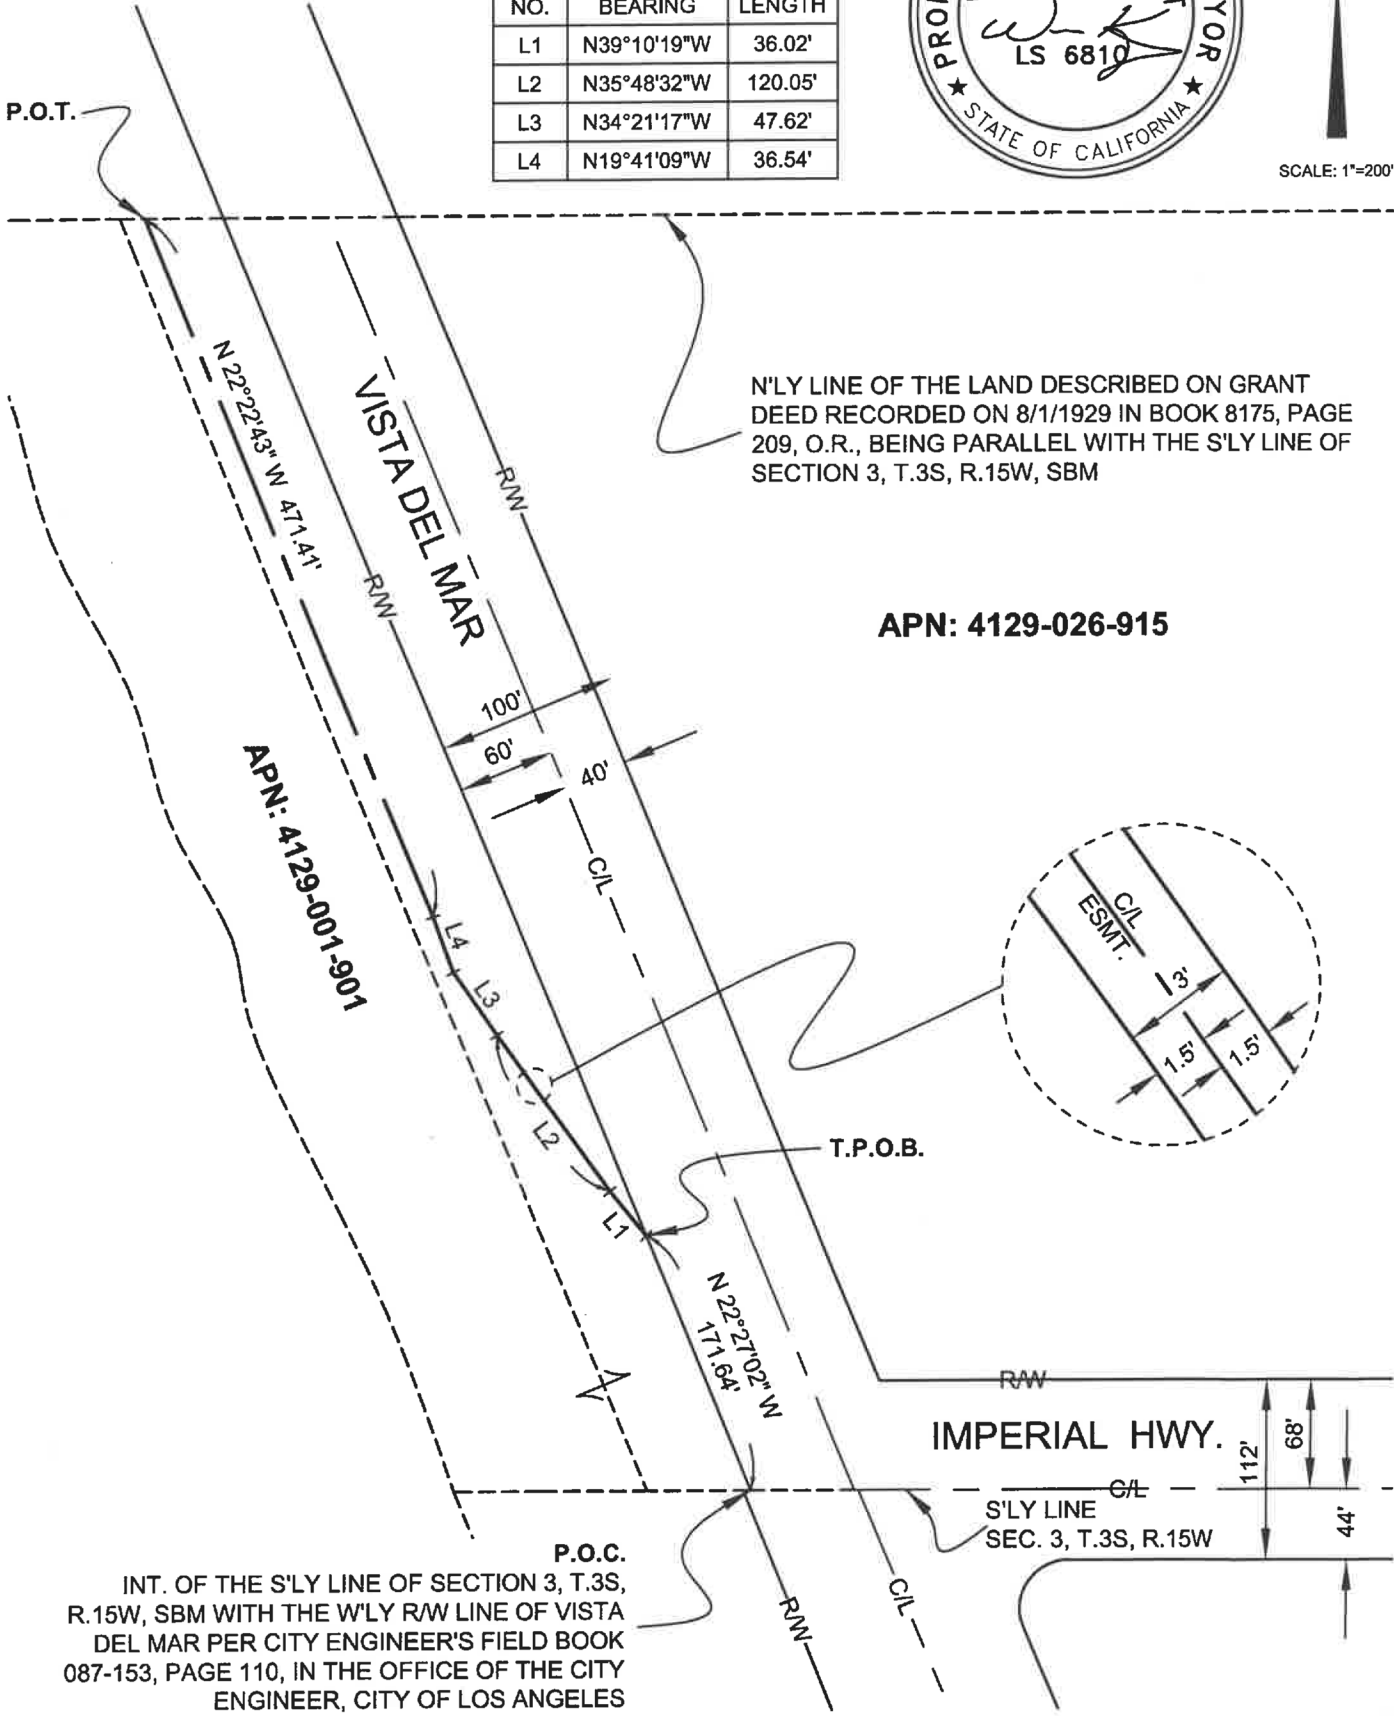 NO. BEARING LENGTH
L1 N39°10'19"W 36.02'
L2 N35°48'32"W 120.05'
L3 N34°21'17"W 47.62'
L4 N19°41'09"W 36.54'
LS 6810
STATE OF CALIFORNIA
SCALE: 1"=200'
P.O.T.
N 22°22'43" W 471.41'
VISTA DEL MAR
R/W
R/W
N'LY LINE OF THE LAND DESCRIBED ON GRANT
DEED RECORDED ON 8/1/1929 IN BOOK 8175, PAGE
209, O.R., BEING PARALLEL WITH THE S'LY LINE OF
SECTION 3, T.3S, R.15W, SBM
APN: 4129-026-915
100'
60'
40'
APN: 4129-001-901
C/L
L4
L3
L2
L1
C/L
ESMT.
3'
1.5'
1.5'
T.P.O.B.
N 22°27'02" W
171.64'
R/W
IMPERIAL HWY.
112'
68'
44'
C/L
S'LY LINE
SEC. 3, T.3S, R.15W
P.O.C.
INT. OF THE S'LY LINE OF SECTION 3, T.3S,
R.15W, SBM WITH THE W'LY R/W LINE OF VISTA
DEL MAR PER CITY ENGINEER'S FIELD BOOK
087-153, PAGE 110, IN THE OFFICE OF THE CITY
ENGINEER, CITY OF LOS ANGELES
R/W
C/L